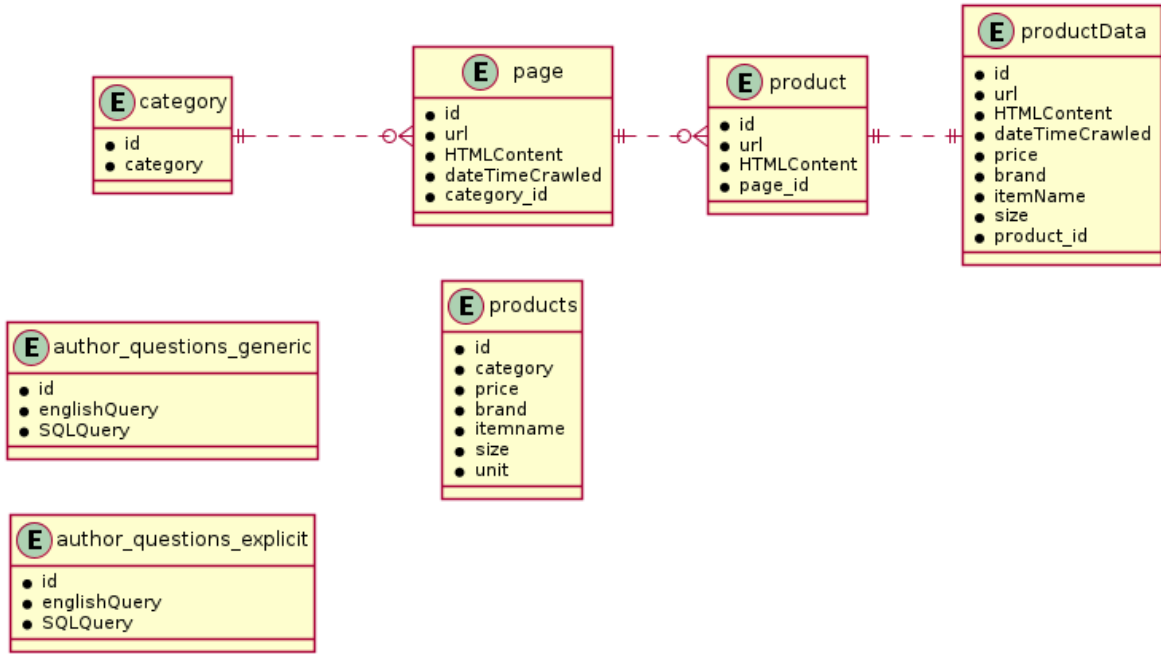 E category
id
category
E page
id
url
HTMLContent
dateTimeCrawled
category_id
E product
id
url
HTMLContent
page_id
E productData
id
url
HTMLContent
dateTimeCrawled
price
brand
itemName
size
product_id
E author_questions_generic
id
englishQuery
SQLQuery
E products
id
category
price
brand
itemname
size
unit
E author_questions_explicit
id
englishQuery
SQLQuery